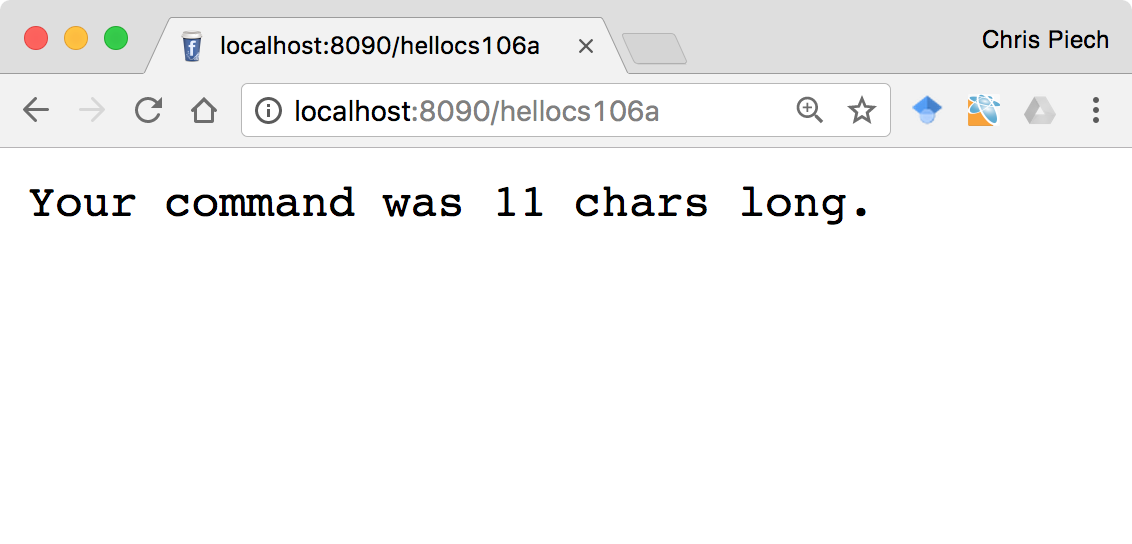 localhost:8090/hellocs106a
Chris Piech
localhost:8090/hellocs106a
Your command was 11 chars long.